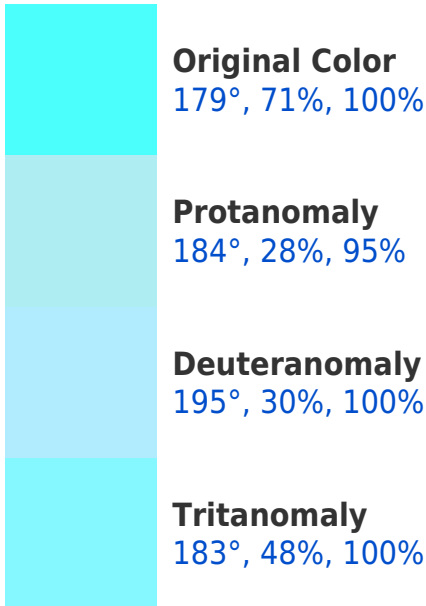 Original Color
179°, 71%, 100%
Protanomaly
184°, 28%, 95%
Deuteranomaly
195°, 30%, 100%
Tritanomaly
183°, 48%, 100%